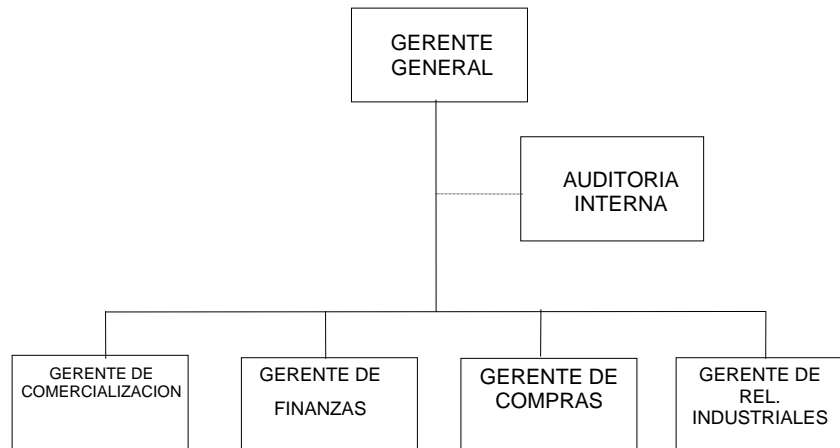 GERENTE
GENERAL
AUDITORIA
INTERNA
GERENTE DE
COMERCIALIZACION
GERENTE DE
FINANZAS
GERENTE DE
COMPRAS
GERENTE DE
REL.
INDUSTRIALES